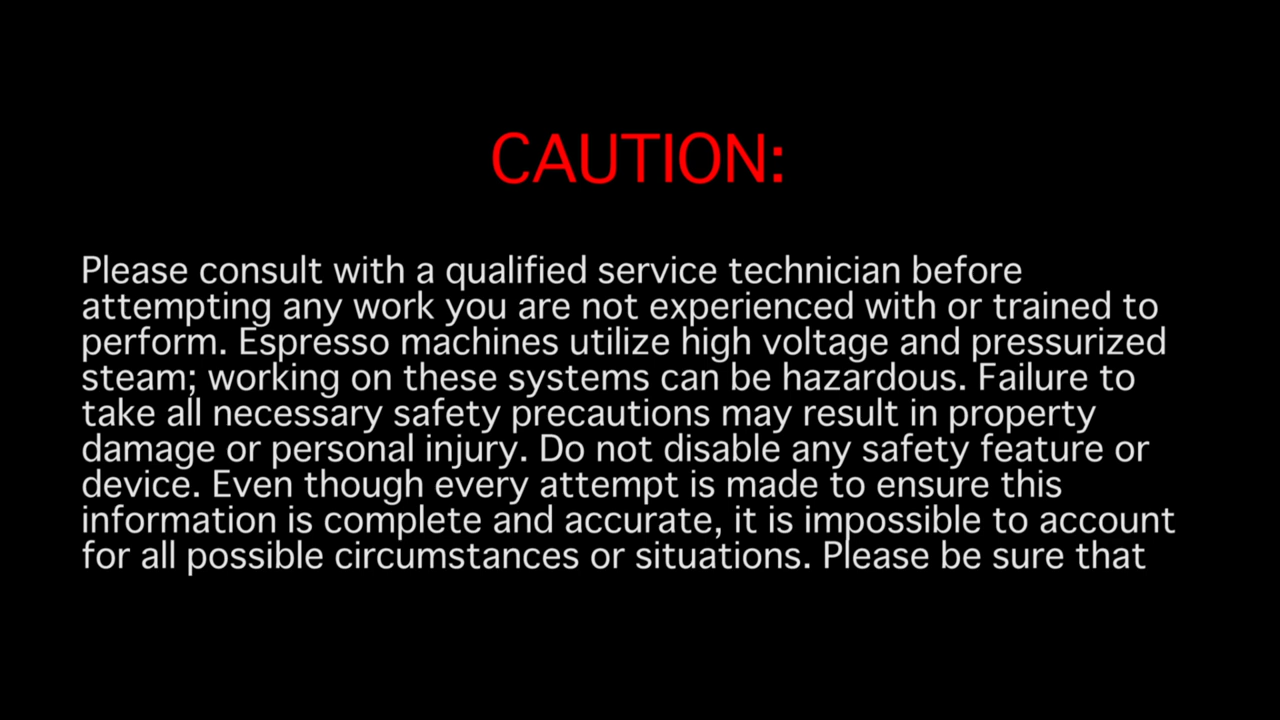 CAUTION:
Please consult with a qualified service technician before
attempting any work you are not experienced with or trained to
perform. Espresso machines utilize high voltage and pressurized
steam; working on these systems can be hazardous. Failure to
take all necessary safety precautions may result in property
damage or personal injury. Do not disable any safety feature or
device. Even though every attempt is made to ensure this
information is complete and accurate, it is impossible to account
for all possible circumstances or situations. Please be sure that